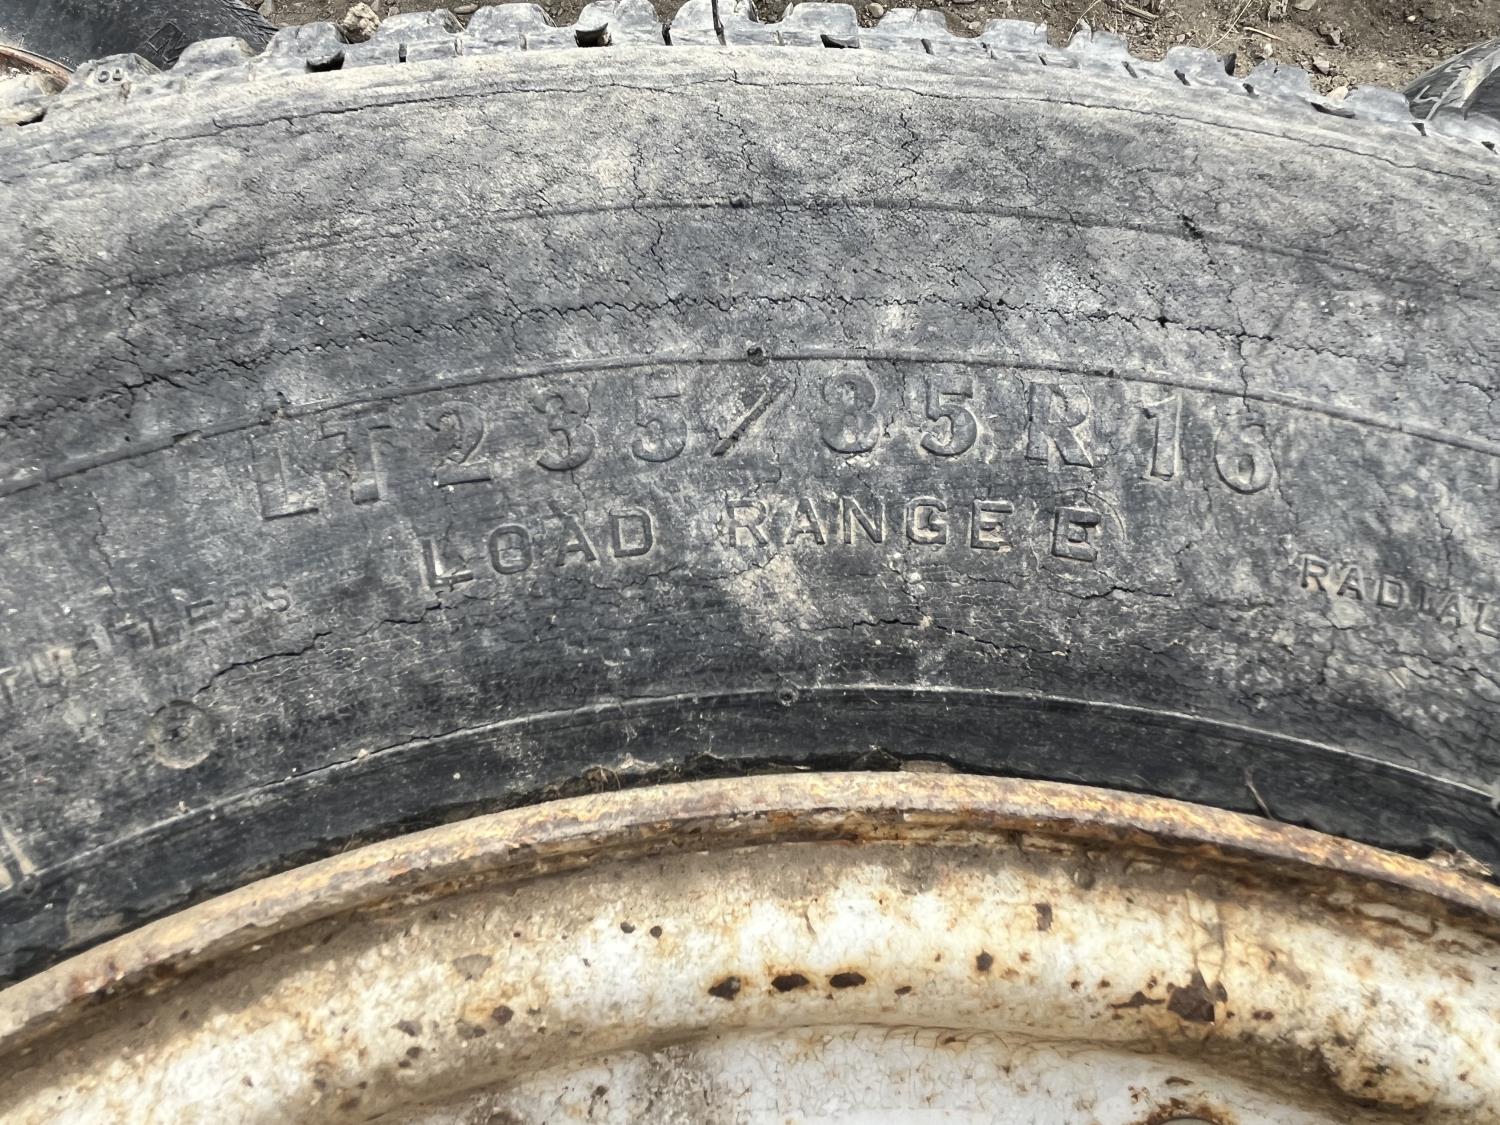 LT235/85R16
LOAD RANGE E
TUBELESS
RADIAL